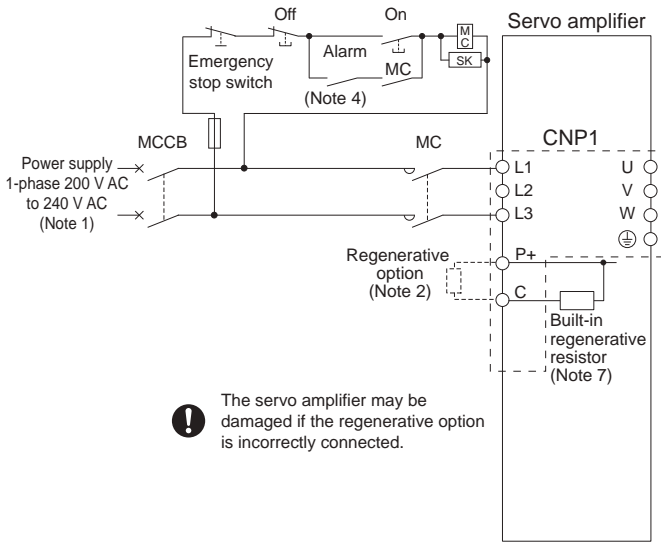 Off
On
Servo amplifier
Emergency
stop switch
Alarm
MC
MC
SK
(Note 4)
MCCB
MC
CNP1
Power supply
1-phase 200 V AC
to 240 V AC
(Note 1)
L1
U
L2
V
L3
W
Regenerative
option
(Note 2)
P+
C
Built-in
regenerative
resistor
(Note 7)
The servo amplifier may be
damaged if the regenerative option
is incorrectly connected.